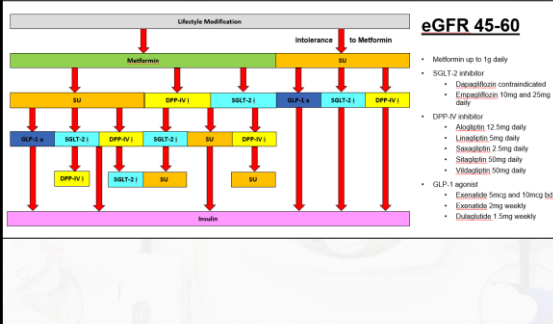 Lifestyle Modification
eGFR 45-60
Intolerance to Metformin
Metformin
SU
SU
DPP-IV i
SGLT-2 i
GLP-1 a
SGLT-2 i
DPP-IV i
GLP-1 a
SGLT-2 i
DPP-IV i
SGLT-2 i
SU
DPP-IV i
DPP-IV i
SGLT-2 i
SU
SU
Insulin
• Metformin up to 1g daily
• SGLT-2 inhibitor
• Dapagliflozin contraindicated
• Empagliflozin 10mg and 25mg
daily
• DPP-IV inhibitor
• Alogliptin 12.5mg daily
• Linagliptin 5mg daily
• Saxagliptin 2.5mg daily
• Sitagliptin 50mg daily
• Vildagliptin 50mg daily
• GLP-1 agonist
• Exenatide 5mcg and 10mcg bd
• Exenatide 2mg weekly
• Dulaglutide 1.5mg weekly